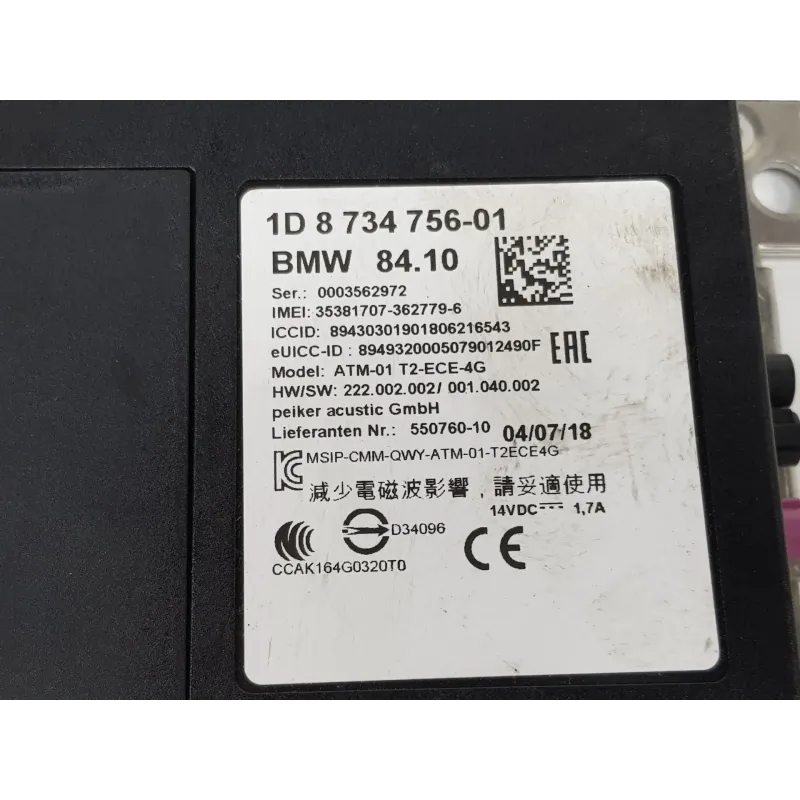 1D 8 734 756-01
BMW 84.10
Ser.: 0003562972
IMEI: 35381707-362779-6
ICCID: 89430301901806216543
eUICC-ID : 8949320005079012490F
EAC
Model: ATM-01 T2-ECE-4G
HW/SW: 222.002.002/ 001.040.002
peiker acustic GmbH
Lieferanten Nr.: 550760-10 04/07/18
MSIP-CMM-QWY-ATM-01-T2ECE4G
減少電磁波影響，請妥適使用
14VDC 1,7A
D34096
CE
CCAK164G0320T0